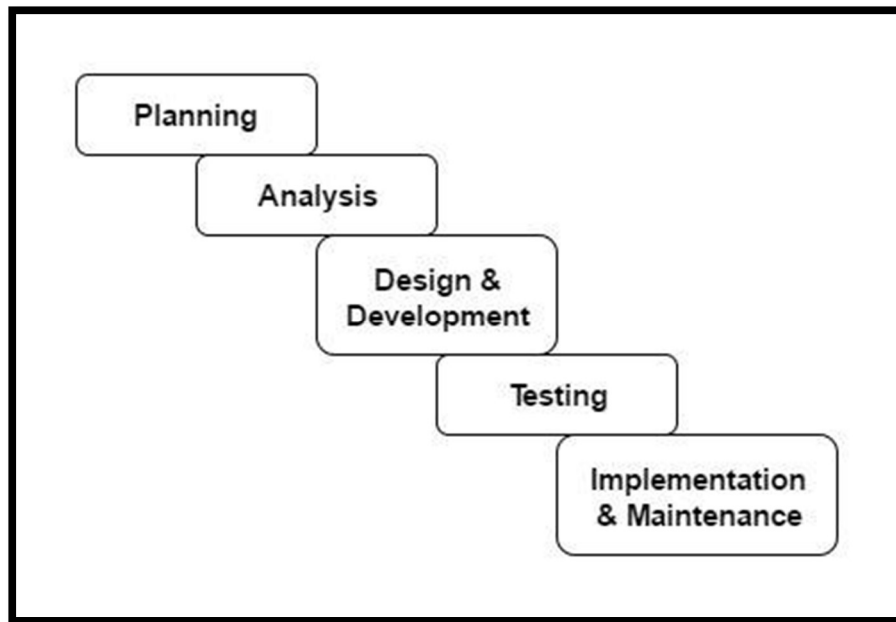 Planning
Analysis
Design &
Development
Testing
Implementation
& Maintenance